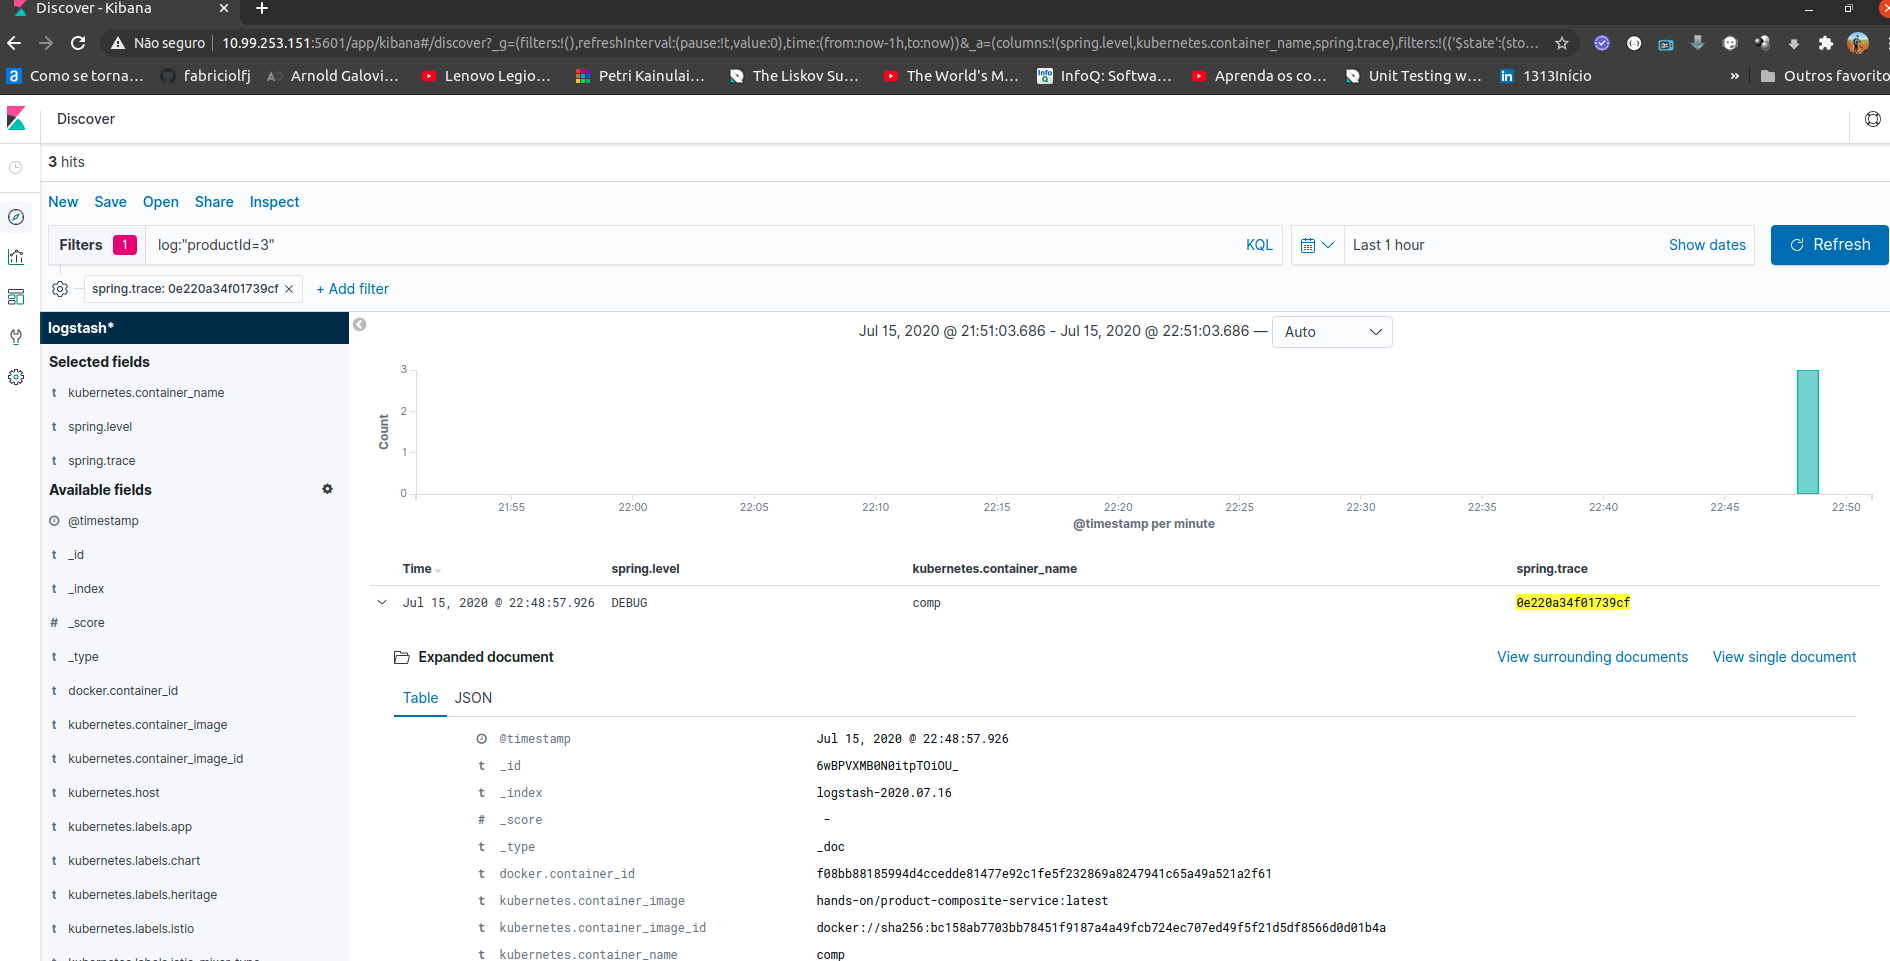 Discover - Kibana
Não seguro
10.99.253.151:5601/app/kibana#/discover?_g=(filters:!(),refreshInterval:(pause:!t,value:0),time:(from:now-1h,to:now))&_a=(columns:!(spring.level,kubernetes.container_name,spring.trace),filters:!(('$state':(sto...
Como se torna... fabriciolfj Arnold Galovi... Lenovo Legio... Petri Kainulai... The Liskov Su... The World's M... InfoQ: Softwa... Aprenda os co... Unit Testing w... 1313Início » Outros favorito
Discover
3 hits
New Save Open Share Inspect
Filters 1 log:"productId=3" KQL Last 1 hour Show dates Refresh
spring.trace: 0e220a34f01739cf × + Add filter
logstash*
Selected fields
t kubernetes.container_name
t spring.level
t spring.trace
Available fields
@timestamp
t _id
t _index
# _score
t _type
t docker.container_id
t kubernetes.container_image
t kubernetes.container_image_id
t kubernetes.host
t kubernetes.labels.app
t kubernetes.labels.chart
t kubernetes.labels.heritage
t kubernetes.labels.istio
Jul 15, 2020 @ 21:51:03.686 - Jul 15, 2020 @ 22:51:03.686 — Auto
3
2
1
0
Count
21:55 22:00 22:05 22:10 22:15 22:20 22:25 22:30 22:35 22:40 22:45 22:50
@timestamp per minute
Time spring.level kubernetes.container_name spring.trace
Jul 15, 2020 @ 22:48:57.926 DEBUG comp 0e220a34f01739cf
Expanded document View surrounding documents View single document
Table JSON
@timestamp Jul 15, 2020 @ 22:48:57.926
t _id 6wBPVXMB0N0itpTOiOU_
t _index logstash-2020.07.16
# _score -
t _type _doc
t docker.container_id f08bb88185994d4ccedde81477e92c1fe5f232869a8247941c65a49a521a2f61
t kubernetes.container_image hands-on/product-composite-service:latest
t kubernetes.container_image_id docker://sha256:bc158ab7703bb78451f9187a4a49fcb724ec707ed49f5f21d5df8566d0d01b4a
t kubernetes.container_name comp